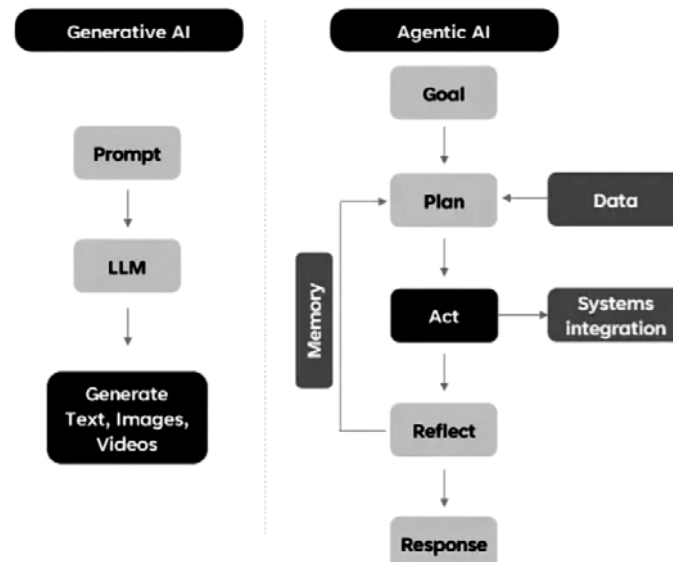 Generative AI
Prompt
LLM
Generate
Text, Images,
Videos
Agentic AI
Goal
Plan
Data
Memory
Act
Systems
integration
Reflect
Response